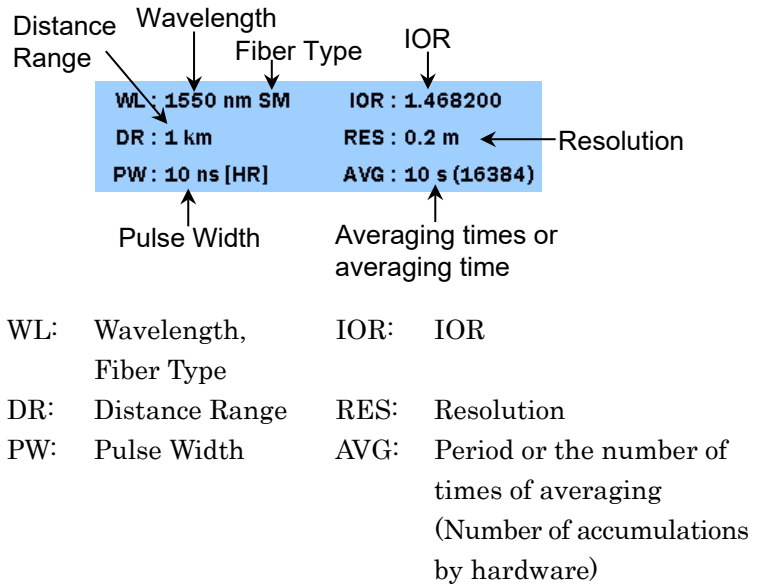 Distance Range
Wavelength
Fiber Type
IOR
WL : 1550 nm SM IOR : 1.468200
DR : 1 km RES : 0.2 m
Resolution
PW : 10 ns [HR] AVG : 10 s (16384)
Pulse Width
Averaging times or
averaging time
WL: Wavelength, IOR: IOR
Fiber Type
DR: Distance Range RES: Resolution
PW: Pulse Width AVG: Period or the number of
times of averaging
(Number of accumulations
by hardware)